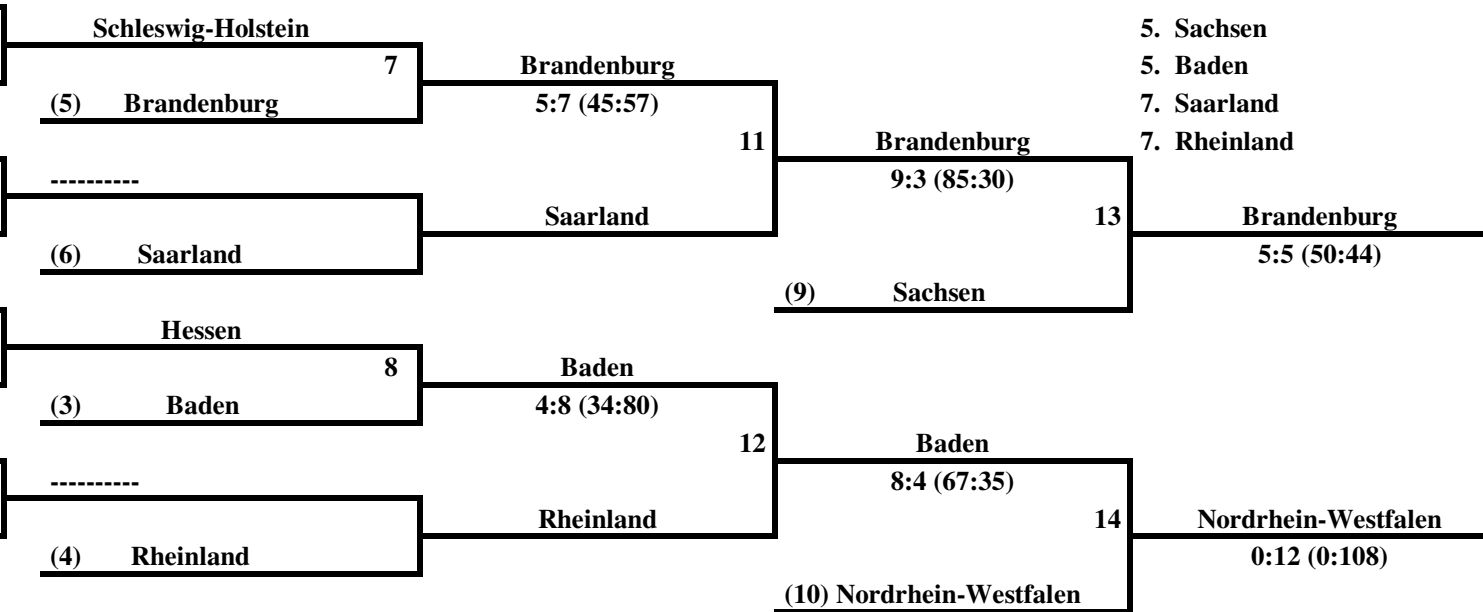 Schleswig-Holstein
5. Sachsen
7
Brandenburg
5. Baden
(5) Brandenburg
5:7 (45:57)
7. Saarland
11
Brandenburg
7. Rheinland
----------
9:3 (85:30)
Saarland
13
Brandenburg
(6) Saarland
5:5 (50:44)
(9) Sachsen
Hessen
8
Baden
(3) Baden
4:8 (34:80)
12
Baden
----------
8:4 (67:35)
Rheinland
14
Nordrhein-Westfalen
(4) Rheinland
0:12 (0:108)
(10) Nordrhein-Westfalen